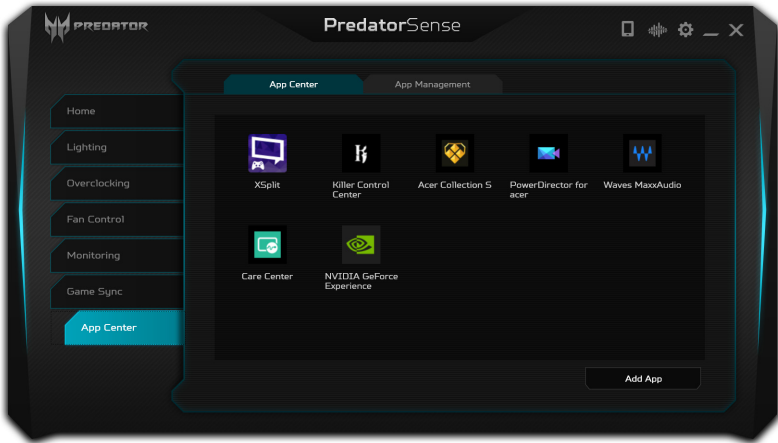 PREDATOR
PredatorSense
App Center
App Management
Home
Lighting
Overclocking
Fan Control
Monitoring
Game Sync
App Center
XSplit
Killer Control
Center
Acer Collection S
PowerDirector for
acer
Waves MaxxAudio
Care Center
NVIDIA GeForce
Experience
Add App